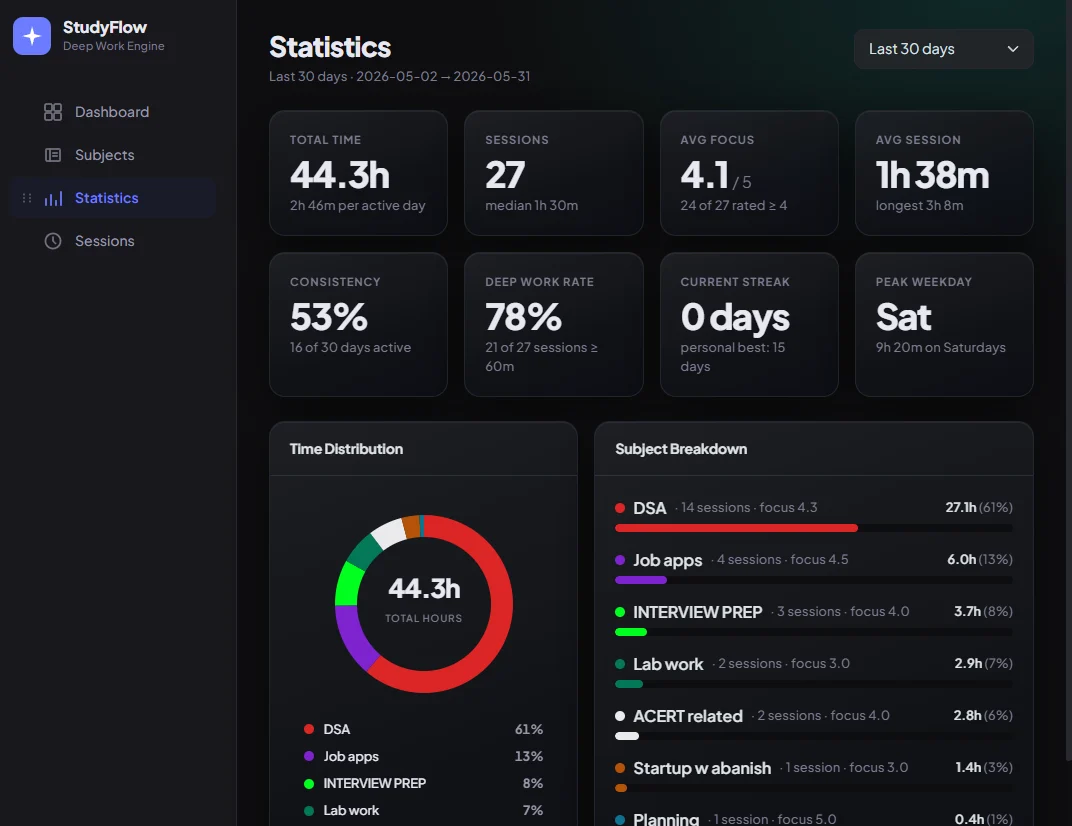 StudyFlow
Deep Work Engine
Dashboard
Subjects
Statistics
Sessions
Statistics
Last 30 days · 2026-05-02 → 2026-05-31
Last 30 days
TOTAL TIME
44.3h
2h 46m per active day
SESSIONS
27
median 1h 30m
AVG FOCUS
4.1 / 5
24 of 27 rated ≥ 4
AVG SESSION
1h 38m
longest 3h 8m
CONSISTENCY
53%
16 of 30 days active
DEEP WORK RATE
78%
21 of 27 sessions ≥
60m
CURRENT STREAK
0 days
personal best: 15
days
PEAK WEEKDAY
Sat
9h 20m on Saturdays
Time Distribution
44.3h
TOTAL HOURS
DSA 61%
Job apps 13%
INTERVIEW PREP 8%
Lab work 7%
Subject Breakdown
DSA · 14 sessions · focus 4.3 27.1h (61%)
Job apps · 4 sessions · focus 4.5 6.0h (13%)
INTERVIEW PREP · 3 sessions · focus 4.0 3.7h (8%)
Lab work · 2 sessions · focus 3.0 2.9h (7%)
ACERT related · 2 sessions · focus 4.0 2.8h (6%)
Startup w abanish · 1 session · focus 3.0 1.4h (3%)
Planning · 1 session · focus 5.0 0.4h (1%)